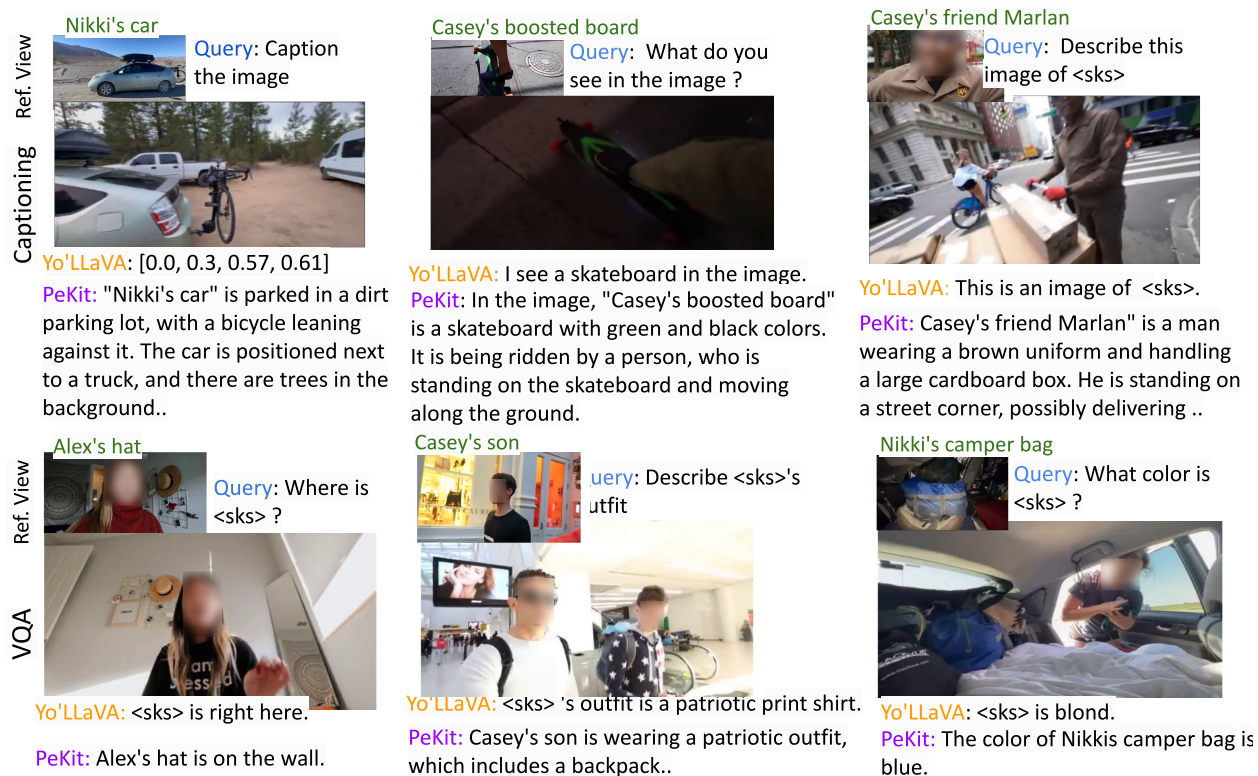 Nikki's car
Ref. View
Query: Caption
the image
Captioning
Yo'LLaVA: [0.0, 0.3, 0.57, 0.61]
PeKit: "Nikki's car" is parked in a dirt
parking lot, with a bicycle leaning
against it. The car is positioned next
to a truck, and there are trees in the
background..
Casey's boosted board
Query: What do you
see in the image ?
Yo'LLaVA: I see a skateboard in the image.
PeKit: In the image, "Casey's boosted board"
is a skateboard with green and black colors.
It is being ridden by a person, who is
standing on the skateboard and moving
along the ground.
Casey's friend Marlan
Query: Describe this
image of <sks>
Yo'LLaVA: This is an image of <sks>.
PeKit: Casey's friend Marlan" is a man
wearing a brown uniform and handling
a large cardboard box. He is standing on
a street corner, possibly delivering ..
Alex's hat
Ref. View
Query: Where is
<sks> ?
VQA
am
Yo'LLaVA: <sks> is right here.
PeKit: Alex's hat is on the wall.
Casey's son
uery: Describe <sks>'s
utfit
Yo'LLaVA: <sks> 's outfit is a patriotic print shirt.
PeKit: Casey's son is wearing a patriotic outfit,
which includes a backpack..
Nikki's camper bag
Query: What color is
<sks> ?
Yo'LLaVA: <sks> is blond.
PeKit: The color of Nikkis camper bag is
blue.